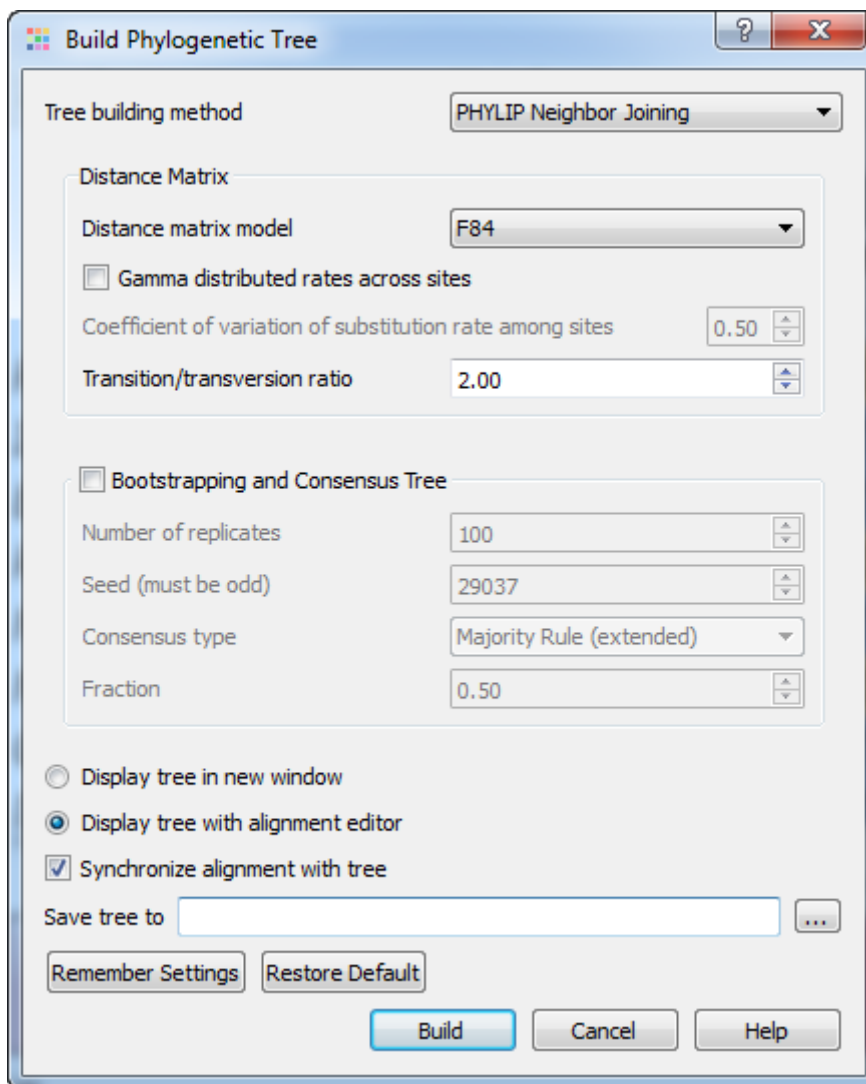 Build Phylogenetic Tree
Tree building method PHYLIP Neighbor Joining
Distance Matrix
Distance matrix model F84
Gamma distributed rates across sites
Coefficient of variation of substitution rate among sites 0.50
Transition/transversion ratio 2.00
Bootstrapping and Consensus Tree
Number of replicates 100
Seed (must be odd) 29037
Consensus type Majority Rule (extended)
Fraction 0.50
Display tree in new window
Display tree with alignment editor
Synchronize alignment with tree
Save tree to ...
Remember Settings Restore Default
Build Cancel Help